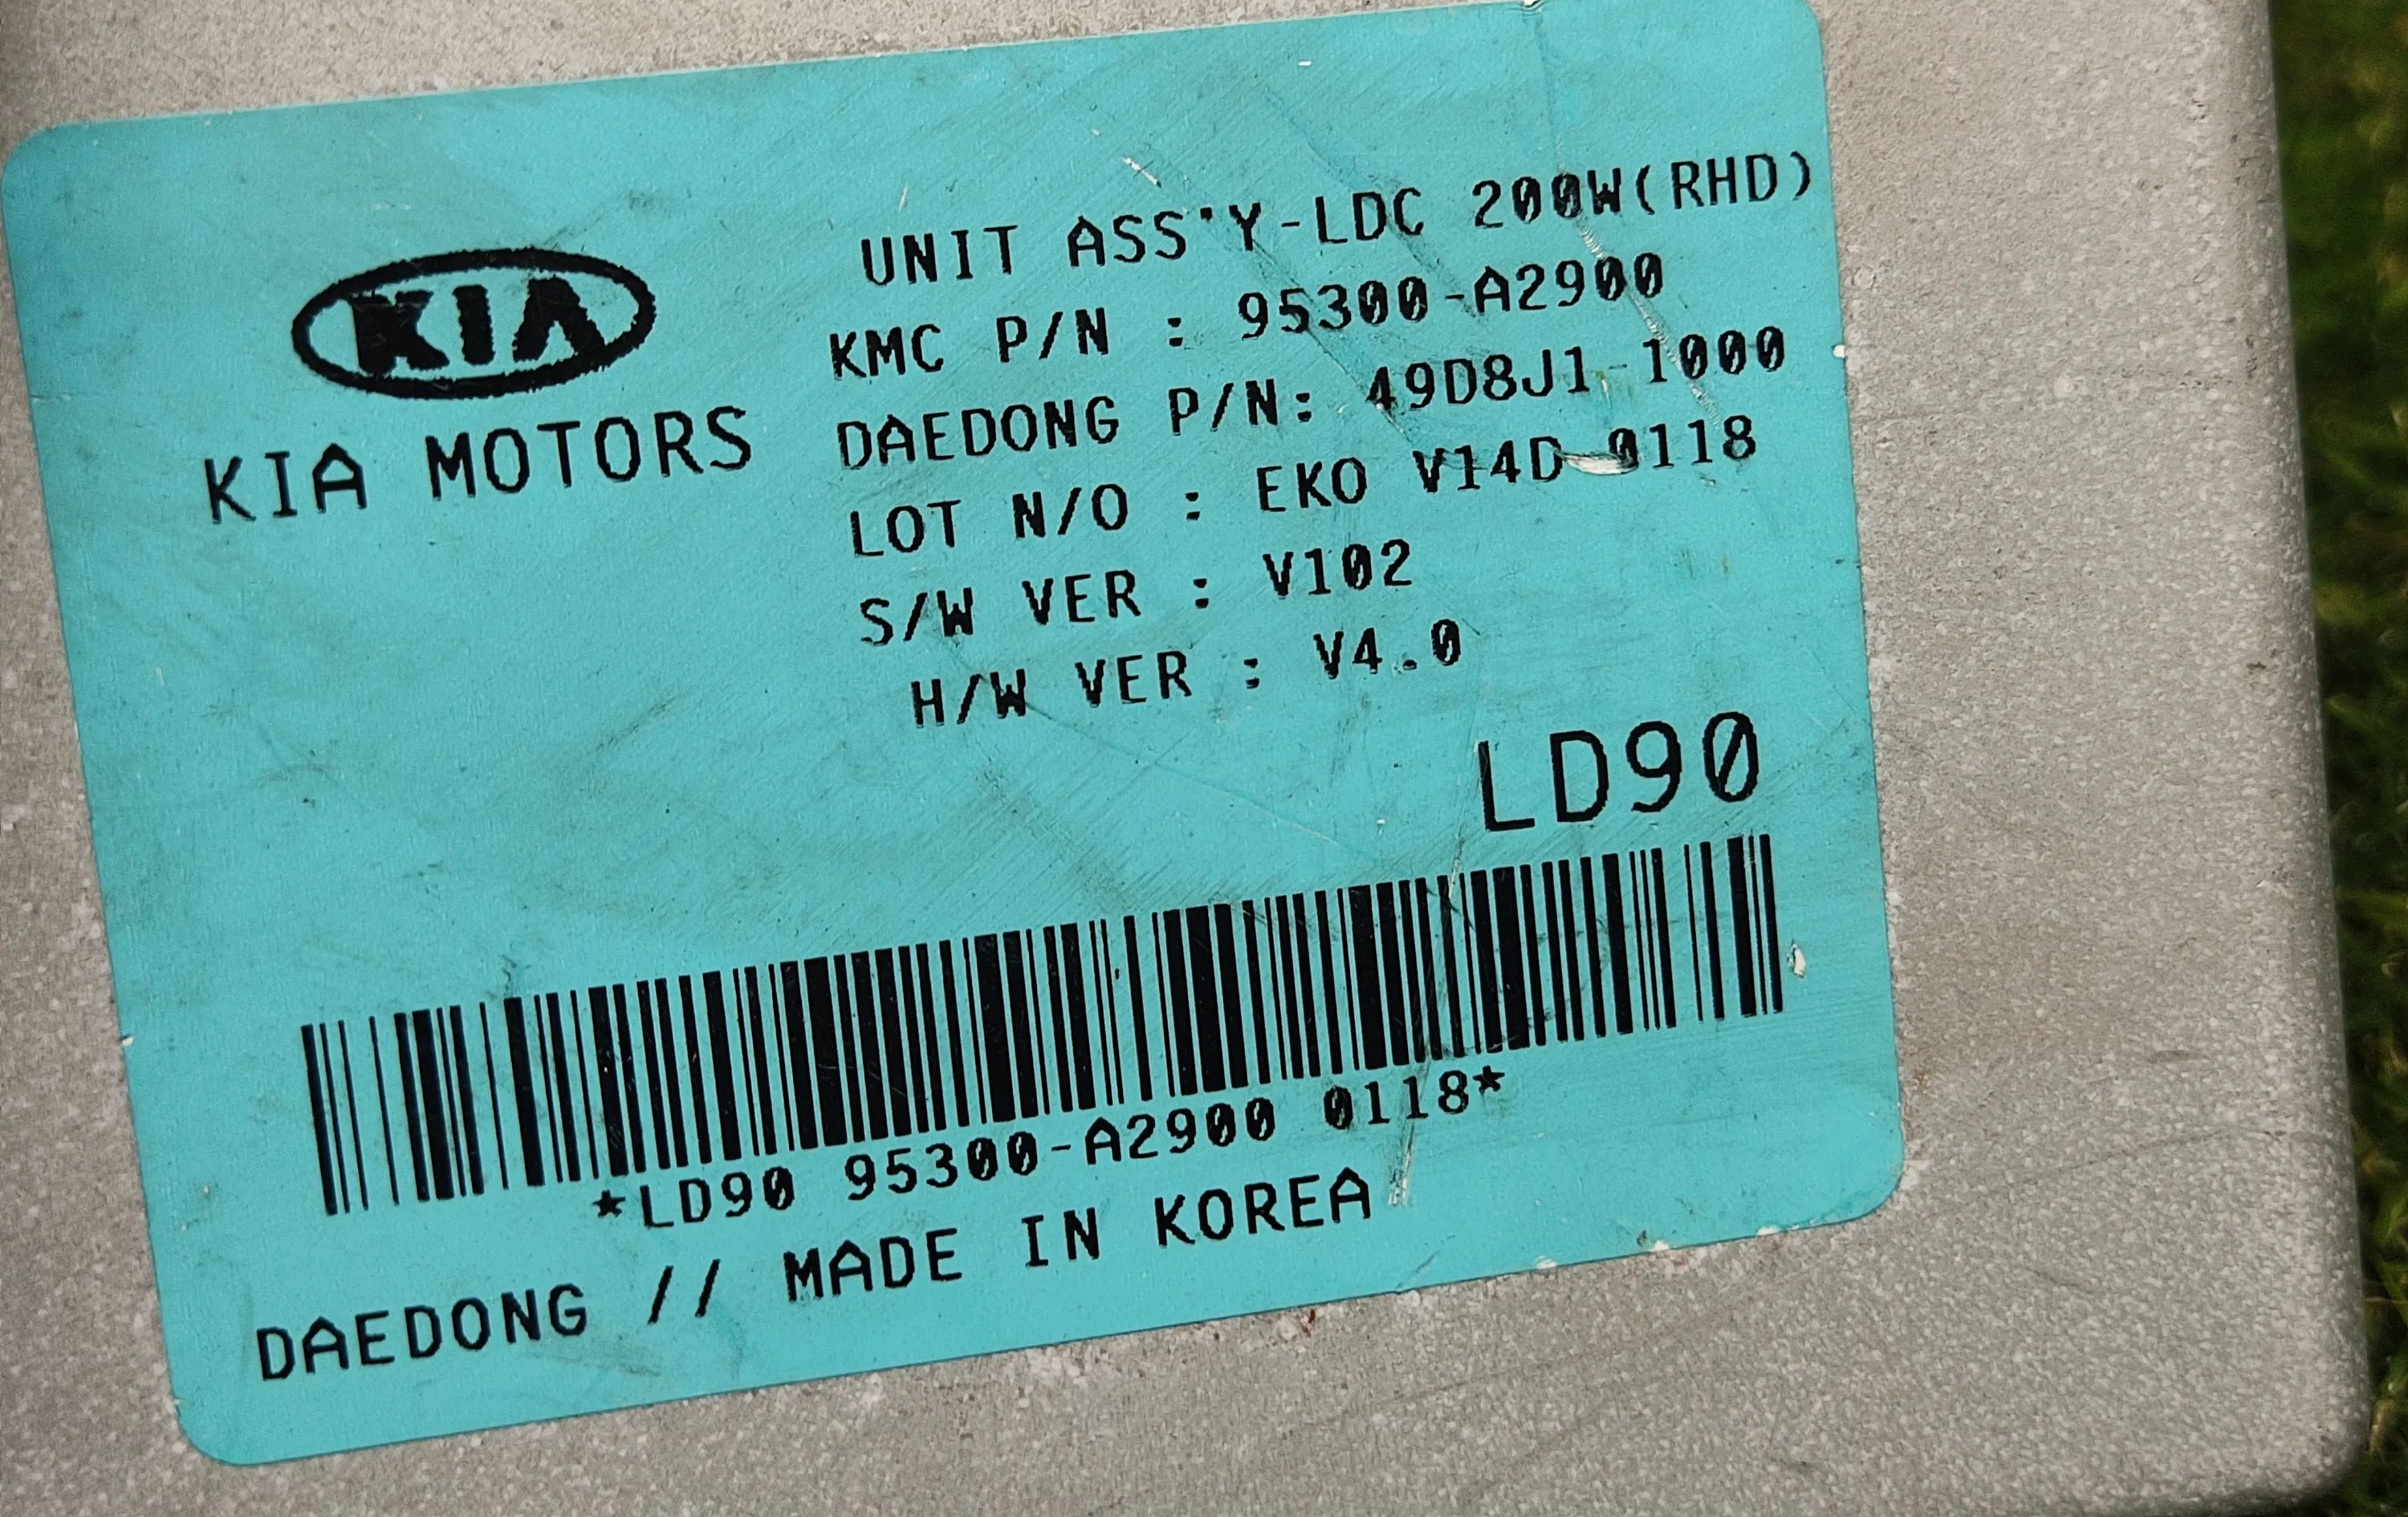 KIA
KIA MOTORS
UNIT ASS'Y-LDC 200W(RHD)
KMC P/N : 95300-A2900
DAEDONG P/N: 49D8J1-1000
LOT N/O : EKO V14D 0118
S/W VER : V102
H/W VER : V4.0
LD90
*LD90 95300-A2900 0118*
DAEDONG // MADE IN KOREA